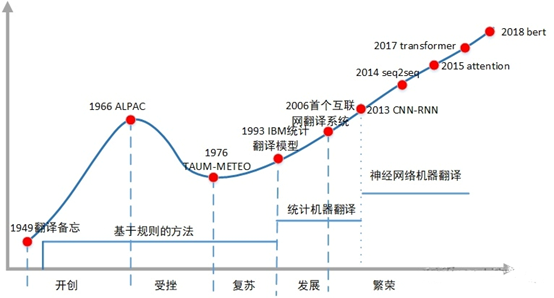 2018 bert
2017 transformer
2014 seq2seq
2015 attention
2006首个互联
网翻译系统
2013 CNN-RNN
1966 ALPAC
1993 IBM统计
翻译模型
1976
TAUM-METEO
神经网络机器翻译
统计机器翻译
1949翻译备忘
基于规则的方法
开创
受挫
复苏
发展
繁荣